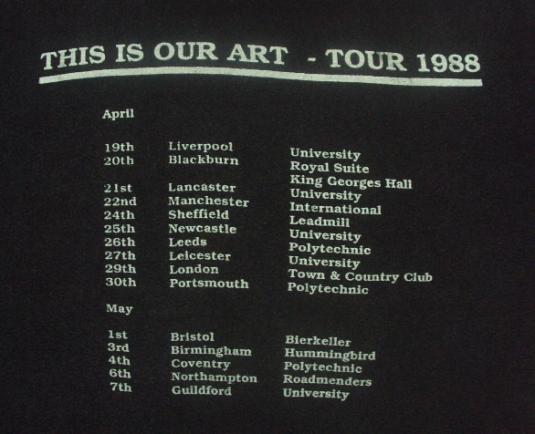 THIS IS OUR ART - TOUR 1988
April
19th Liverpool University
20th Blackburn Royal Suite
King Georges Hall
21st Lancaster University
22nd Manchester International
24th Sheffield Leadmill
25th Newcastle University
26th Leeds Polytechnic
27th Leicester University
29th London Town & Country Club
30th Portsmouth Polytechnic
May
1st Bristol Bierkeller
3rd Birmingham Hummingbird
4th Coventry Polytechnic
6th Northampton Roadmenders
7th Guildford University